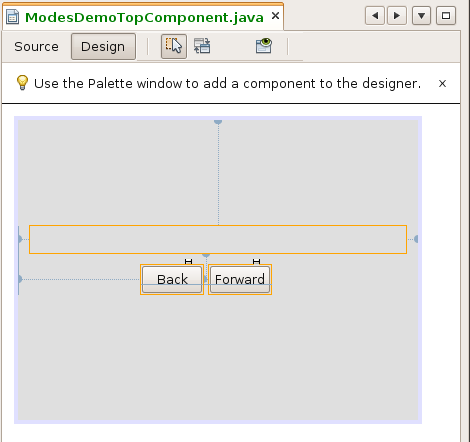 ModesDemoTopComponent.java
Source Design
Use the Palette window to add a component to the designer.
Back Forward